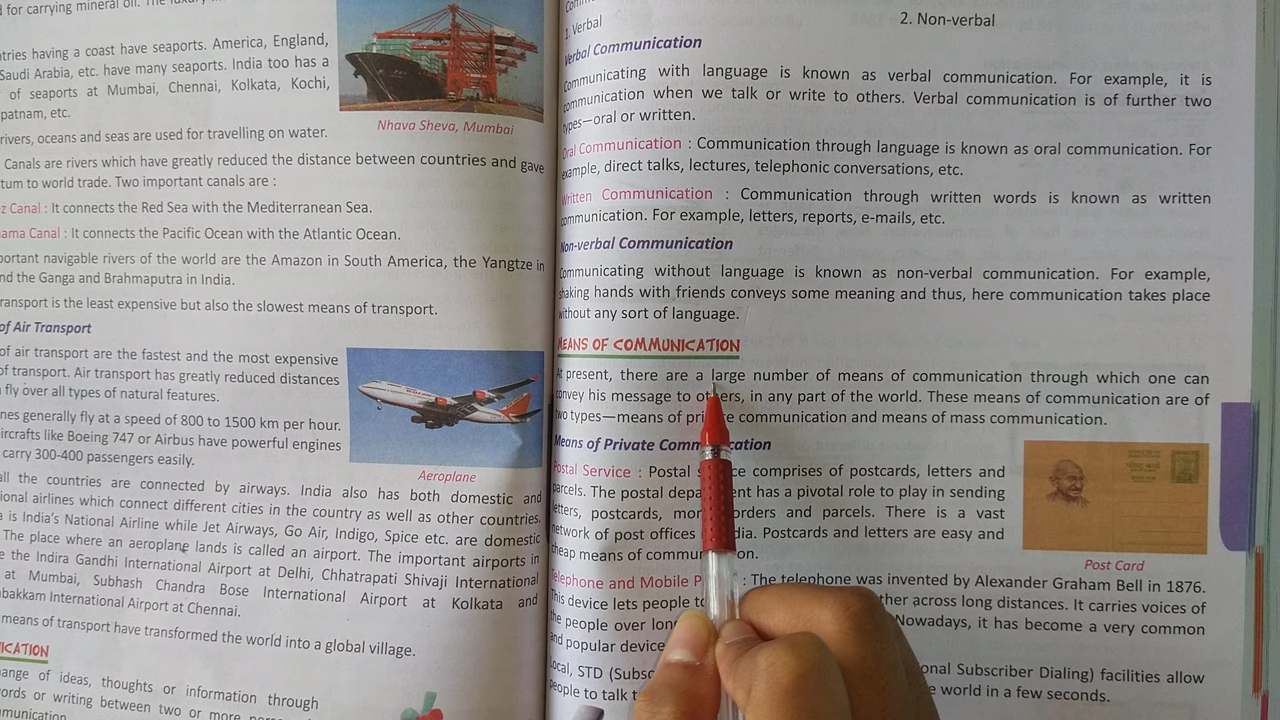 for carrying mineral oil. The
ntries having a coast have seaports. America, England,
Saudi Arabia, etc. have many seaports. India too has a
of seaports at Mumbai, Chennai, Kolkata, Kochi,
patnam, etc.
Nhava Sheva, Mumbai
rivers, oceans and seas are used for travelling on water.
Canals are rivers which have greatly reduced the distance between countries and gave
tum to world trade. Two important canals are :
z Canal : It connects the Red Sea with the Mediterranean Sea.
ama Canal : It connects the Pacific Ocean with the Atlantic Ocean.
portant navigable rivers of the world are the Amazon in South America, the Yangtze in
nd the Ganga and Brahmaputra in India.
ransport is the least expensive but also the slowest means of transport.
of Air Transport
of air transport are the fastest and the most expensive
of transport. Air transport has greatly reduced distances
fly over all types of natural features.
nes generally fly at a speed of 800 to 1500 km per hour.
ircrafts like Boeing 747 or Airbus have powerful engines
carry 300-400 passengers easily.
Aeroplane
all the countries are connected by airways. India also has both domestic and
ional airlines which connect different cities in the country as well as other countries.
a is India's National Airline while Jet Airways, Go Air, Indigo, Spice etc. are domestic
The place where an aeroplane lands is called an airport. The important airports in
e the Indira Gandhi International Airport at Delhi, Chhatrapati Shivaji International
at Mumbai, Subhash Chandra Bose International Airport at Kolkata and
bakkam International Airport at Chennai.
means of transport have transformed the world into a global village.
ICATION
ange of ideas, thoughts or information through
ords or writing between two or more
munication
1. Verbal
2. Non-verbal
Verbal Communication
Communicating with language is known as verbal communication. For example, it is
communication when we talk or write to others. Verbal communication is of further two
types—oral or written.
Oral Communication : Communication through language is known as oral communication. For
example, direct talks, lectures, telephonic conversations, etc.
Written Communication : Communication through written words is known as written
communication. For example, letters, reports, e-mails, etc.
Non-verbal Communication
Communicating without language is known as non-verbal communication. For example,
shaking hands with friends conveys some meaning and thus, here communication takes place
without any sort of language.
MEANS OF COMMUNICATION
At present, there are a large number of means of communication through which one can
convey his message to others, in any part of the world. These means of communication are of
two types—means of private communication and means of mass communication.
Means of Private Communication
Postal Service : Postal service comprises of postcards, letters and
parcels. The postal department has a pivotal role to play in sending
letters, postcards, money orders and parcels. There is a vast
network of post offices in India. Postcards and letters are easy and
cheap means of communication.
Post Card
Telephone and Mobile P : The telephone was invented by Alexander Graham Bell in 1876.
This device lets people to ther across long distances. It carries voices of
the people over lon Nowadays, it has become a very common
and popular device
Local, STD (Subsc onal Subscriber Dialing) facilities allow
people to talk t e world in a few seconds.